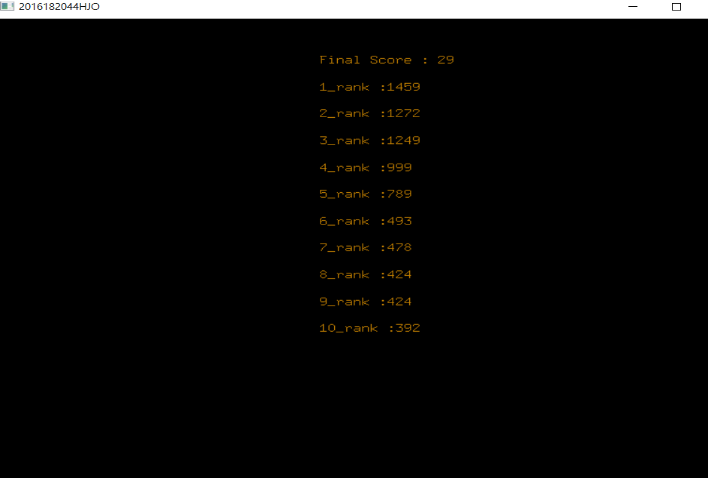 2016182044HJO
Final Score : 29
1_rank :1459
2_rank :1272
3_rank :1249
4_rank :999
5_rank :789
6_rank :493
7_rank :478
8_rank :424
9_rank :424
10_rank :392